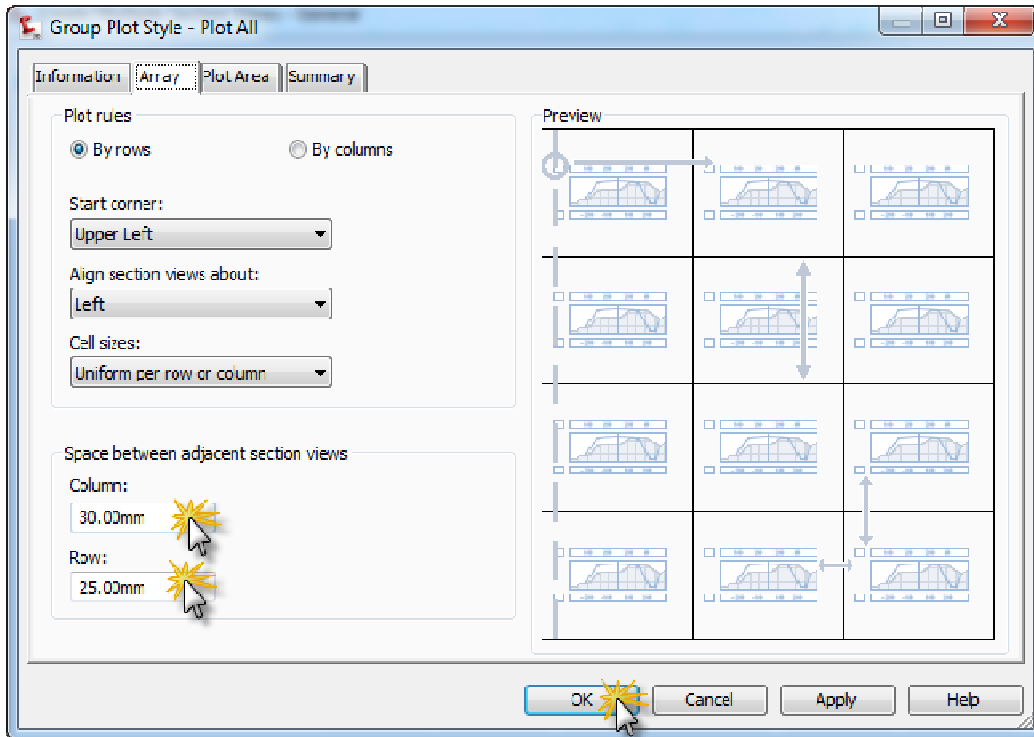 Group Plot Style - Plot All
Information Array Plot Area Summary
Plot rules
By rows By columns
Start corner:
Upper Left
Align section views about:
Left
Cell sizes:
Uniform per row or column
Space between adjacent section views
Column:
30.00mm
Row:
25.00mm
Preview
OK Cancel Apply Help